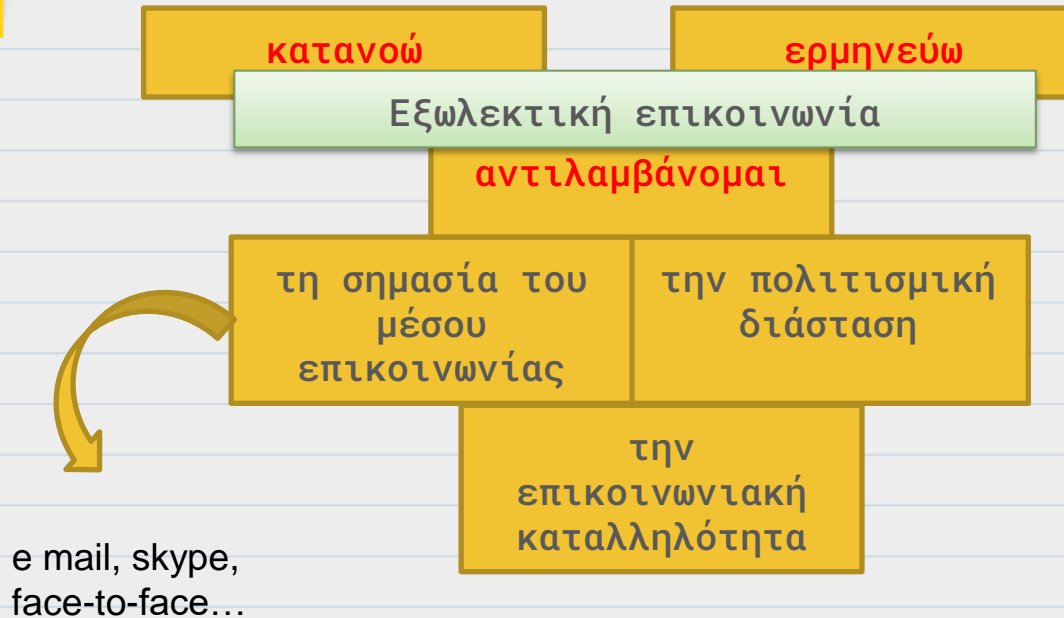 κατανοώ
ερμηνεύω
Εξωλεκτική επικοινωνία
αντιλαμβάνομαι
τη σημασία του
μέσου
επικοινωνίας
την πολιτισμική
διάσταση
την
επικοινωνιακή
καταλληλότητα
e mail, skype,
face-to-face…